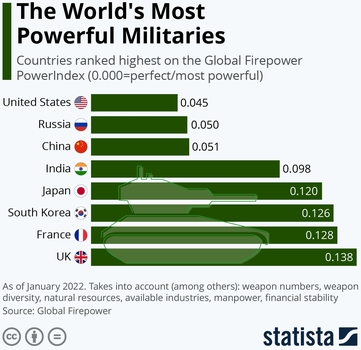 The World's Most
Powerful Militaries
Countries ranked highest on the Global Firepower
PowerIndex (0.000=perfect/most powerful)
United States 0.045
Russia 0.050
China 0.051
India 0.098
Japan 0.120
South Korea 0.126
France 0.128
UK 0.138
As of January 2022. Takes into account (among others): weapon numbers, weapon
diversity, natural resources, available industries, manpower, financial stability
Source: Global Firepower
cc
statista